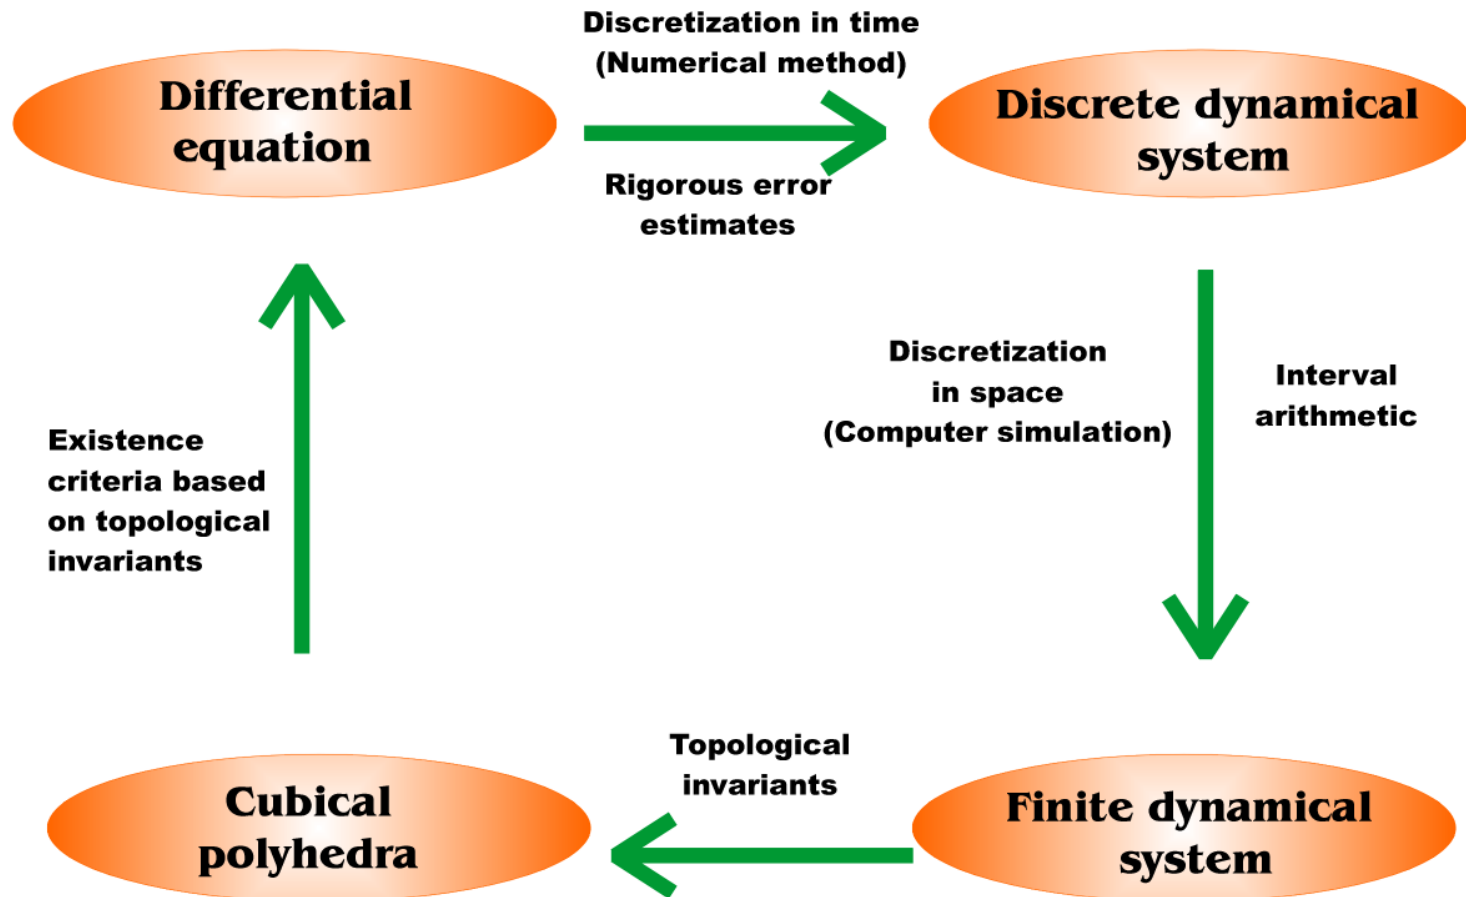 Discretization in time
(Numerical method)
Differential
equation
Discrete dynamical
system
Rigorous error
estimates
Discretization
in space
(Computer simulation)
Interval
arithmetic
Existence
criteria based
on topological
invariants
Topological
invariants
Cubical
polyhedra
Finite dynamical
system